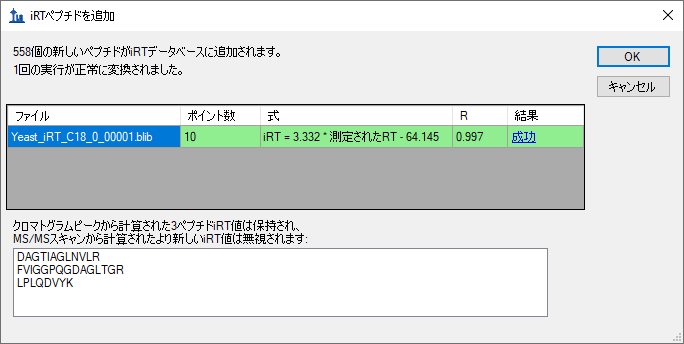 iRTペプチドを追加
558個の新しいペプチドがiRTデータベースに追加されます。
1回の実行が正常に変換されました。
OK
キャンセル
ファイル ポイント数 式 R 結果
Yeast_iRT_C18_0_00001.blib 10 iRT = 3.332 * 測定されたRT - 64.145 0.997 成功
クロマトグラムピークから計算された3ペプチドiRT値は保持され、
MS/MSスキャンから計算されたより新しいiRT値は無視されます:
DAGTIAGLNVLR
FVIGGPQGDAGLTGR
LPLQDVYK